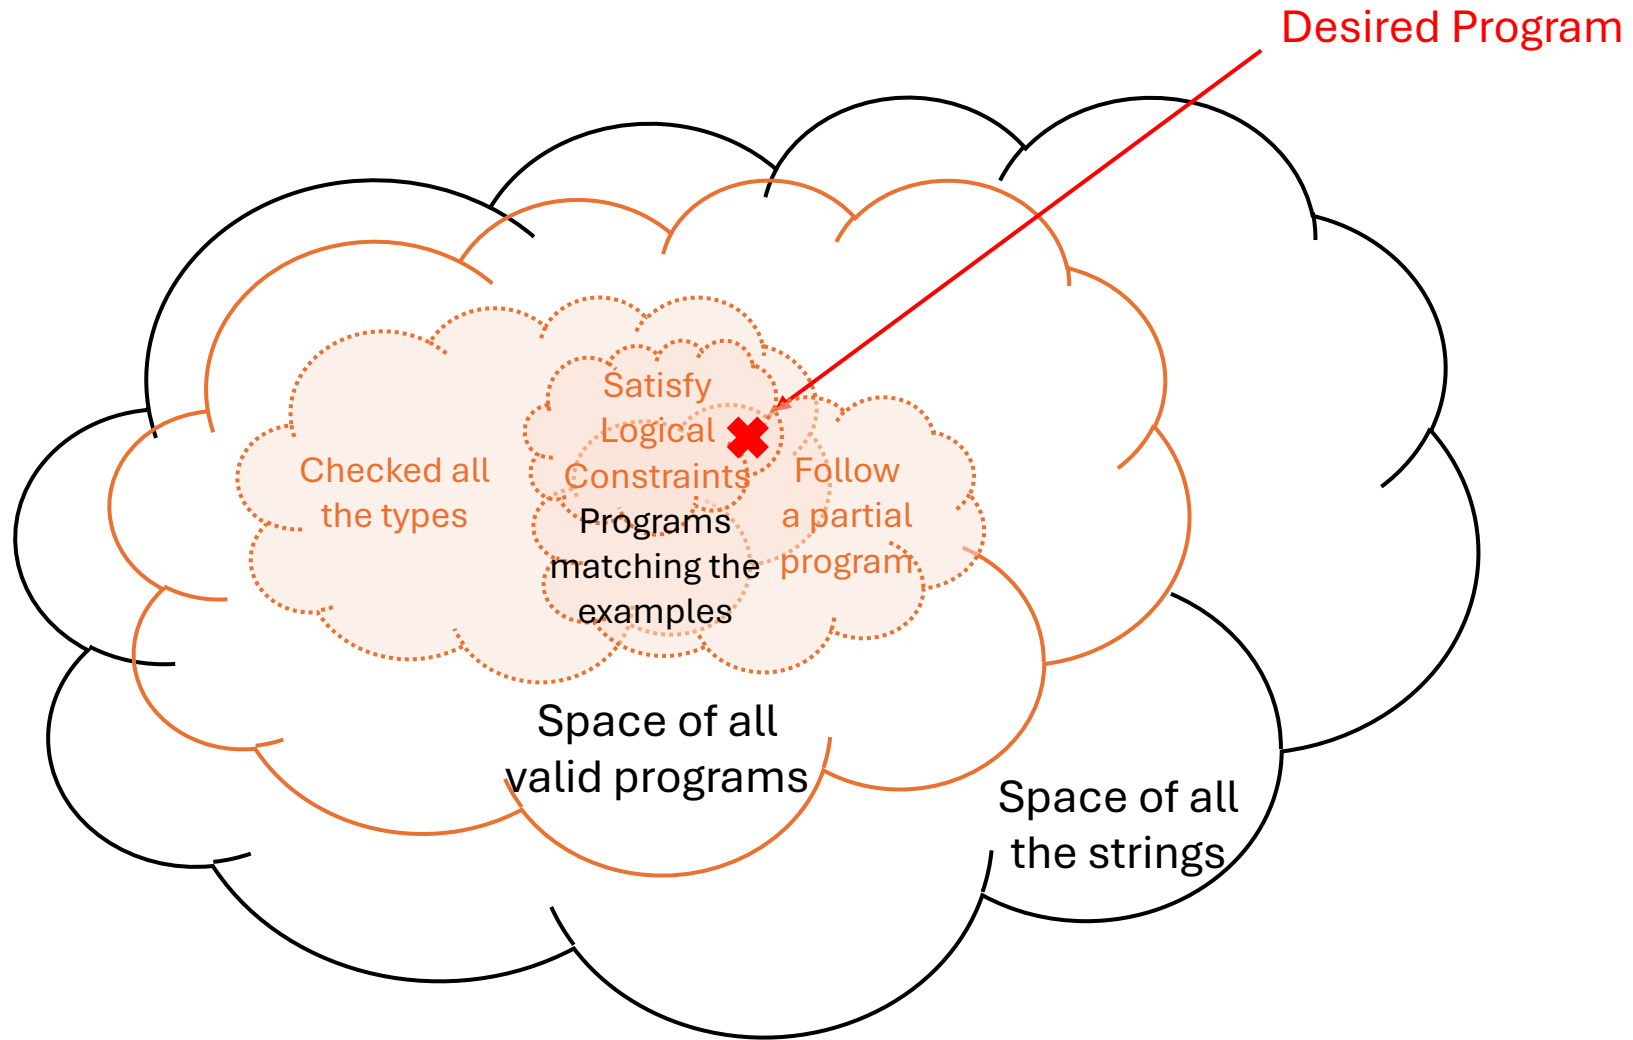 Desired Program
Satisfy
Logical
Constraints
Checked all
the types
Follow
a partial
program
Programs
matching the
examples
Space of all
valid programs
Space of all
the strings